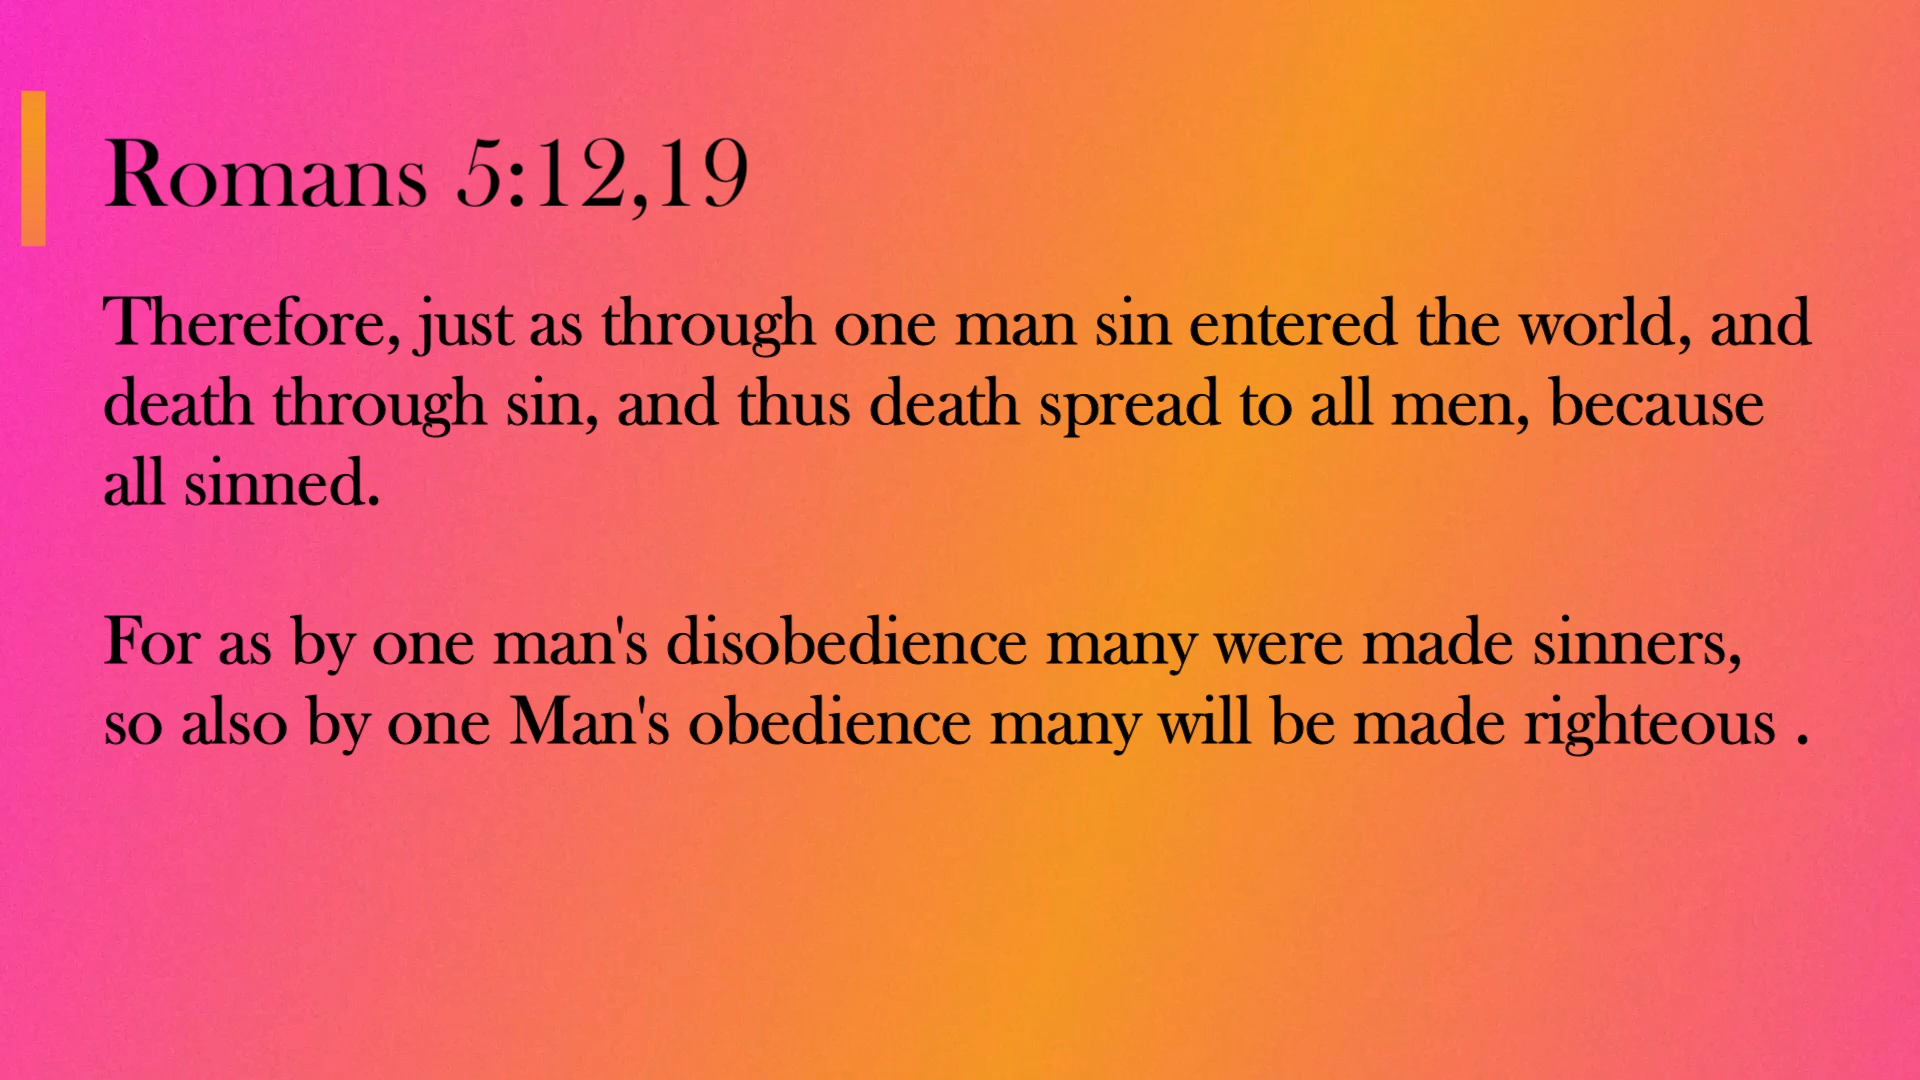 Romans 5:12,19
Therefore, just as through one man sin entered the world, and
death through sin, and thus death spread to all men, because
all sinned.
For as by one man's disobedience many were made sinners,
so also by one Man's obedience many will be made righteous .